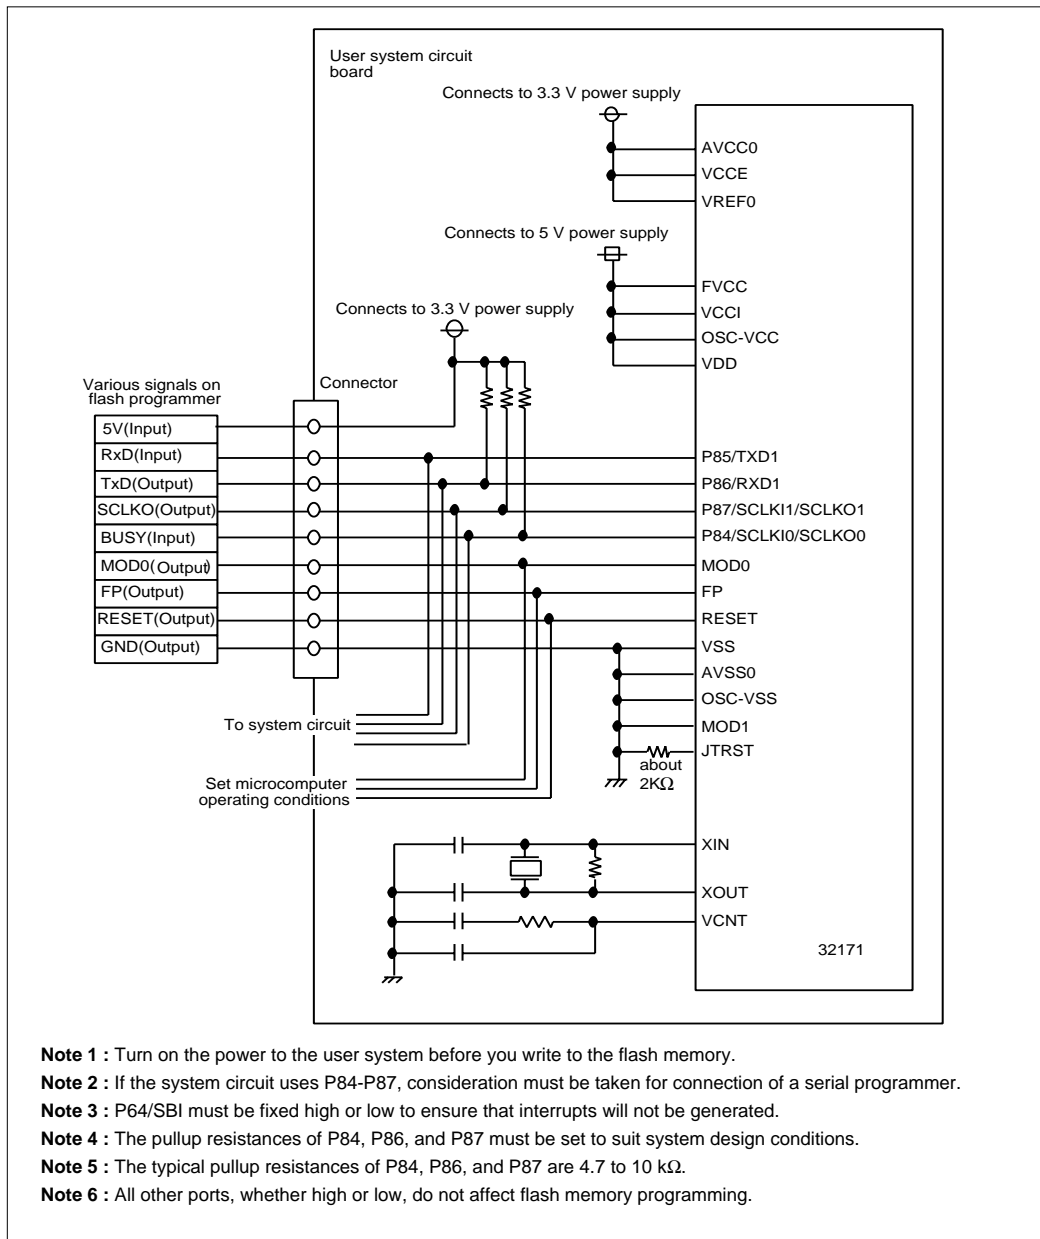 User system circuit
board
Connects to 3.3 V power supply
AVCC0
VCCE
VREF0
Connects to 5 V power supply
FVCC
VCCI
OSC-VCC
VDD
Connects to 3.3 V power supply
Various signals on
flash programmer
Connector
5V(Input)
RxD(Input)
P85/TXD1
TxD(Output)
P86/RXD1
SCLKO(Output)
P87/SCLKI1/SCLKO1
BUSY(Input)
P84/SCLKI0/SCLKO0
MOD0(Output)
MOD0
FP(Output)
FP
RESET(Output)
RESET
GND(Output)
VSS
AVSS0
OSC-VSS
To system circuit
MOD1
JTRST
about
2KΩ
Set microcomputer
operating conditions
XIN
XOUT
VCNT
32171
Note 1 : Turn on the power to the user system before you write to the flash memory.
Note 2 : If the system circuit uses P84-P87, consideration must be taken for connection of a serial programmer.
Note 3 : P64/SBI must be fixed high or low to ensure that interrupts will not be generated.
Note 4 : The pullup resistances of P84, P86, and P87 must be set to suit system design conditions.
Note 5 : The typical pullup resistances of P84, P86, and P87 are 4.7 to 10 kΩ.
Note 6 : All other ports, whether high or low, do not affect flash memory programming.